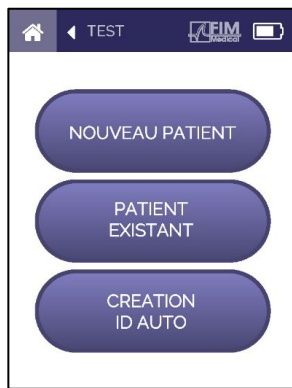 TEST
FIM
Medical
NOUVEAU PATIENT
PATIENT
EXISTANT
CREATION
ID AUTO